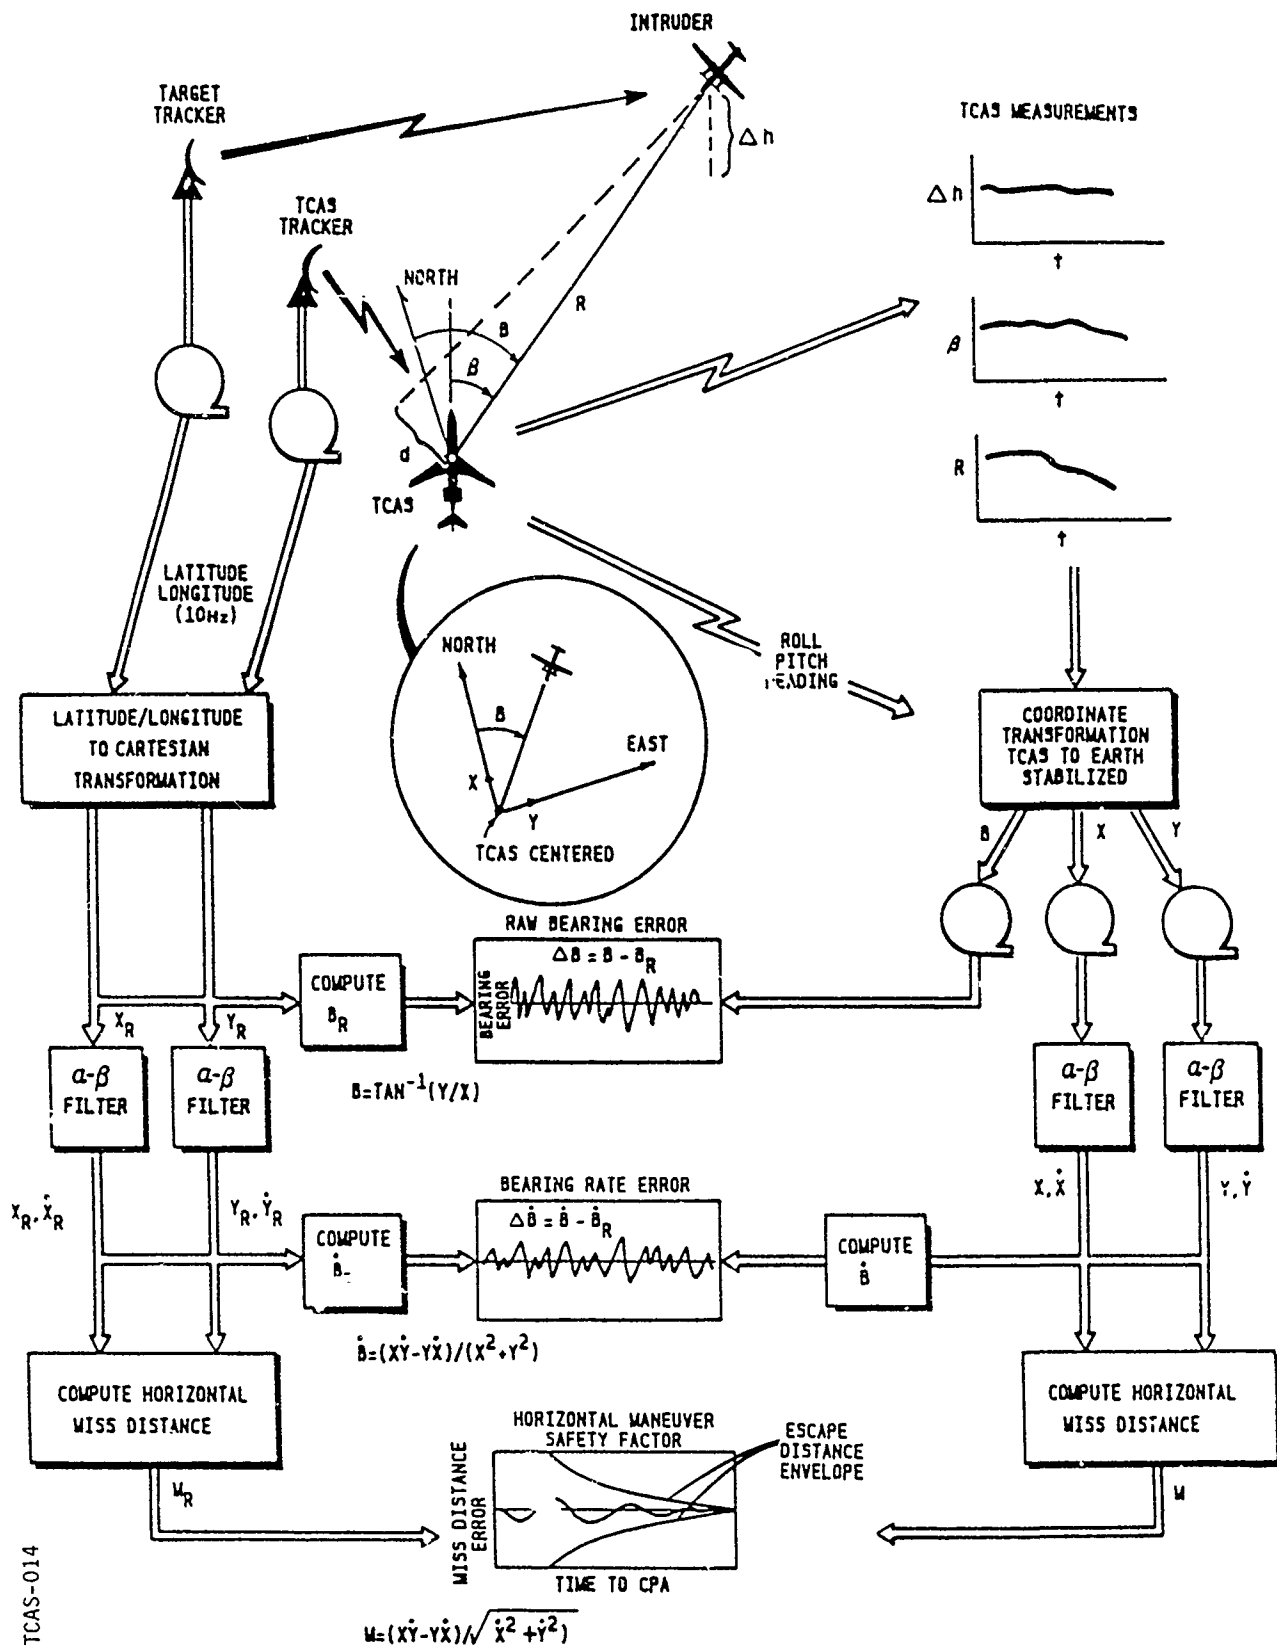 INTRUDER
TARGET
TRACKER
Δh
TCAS MEASUREMENTS
TCAS
TRACKER
Δh
t
NORTH
B
R
β
β
t
d
TCAS
R
t
LATITUDE
LONGITUDE
(10Hz)
ROLL
PITCH
HEADING
NORTH
B
EAST
X
Y
TCAS CENTERED
LATITUDE/LONGITUDE
TO CARTESIAN
TRANSFORMATION
COORDINATE
TRANSFORMATION
TCAS TO EARTH
STABILIZED
B
X
Y
RAW BEARING ERROR
ΔB = B - B_R
BEARING
ERROR
COMPUTE
B_R
X_R
Y_R
α-β
FILTER
α-β
FILTER
B=TAN⁻¹(Y/X)
α-β
FILTER
α-β
FILTER
X_R, Ẋ_R
Y_R, Ẏ_R
BEARING RATE ERROR
ΔḂ = Ḃ - Ḃ_R
X, Ẋ
Y, Ẏ
COMPUTE
Ḃ-
COMPUTE
Ḃ
Ḃ=(XẎ-YẊ)/(X²+Y²)
COMPUTE HORIZONTAL
MISS DISTANCE
COMPUTE HORIZONTAL
MISS DISTANCE
HORIZONTAL MANEUVER
SAFETY FACTOR
ESCAPE
DISTANCE
ENVELOPE
M_R
M
MISS DISTANCE
ERROR
TIME TO CPA
M=(XẎ-YẊ)/√(Ẋ²+Ẏ²)
TCAS-014